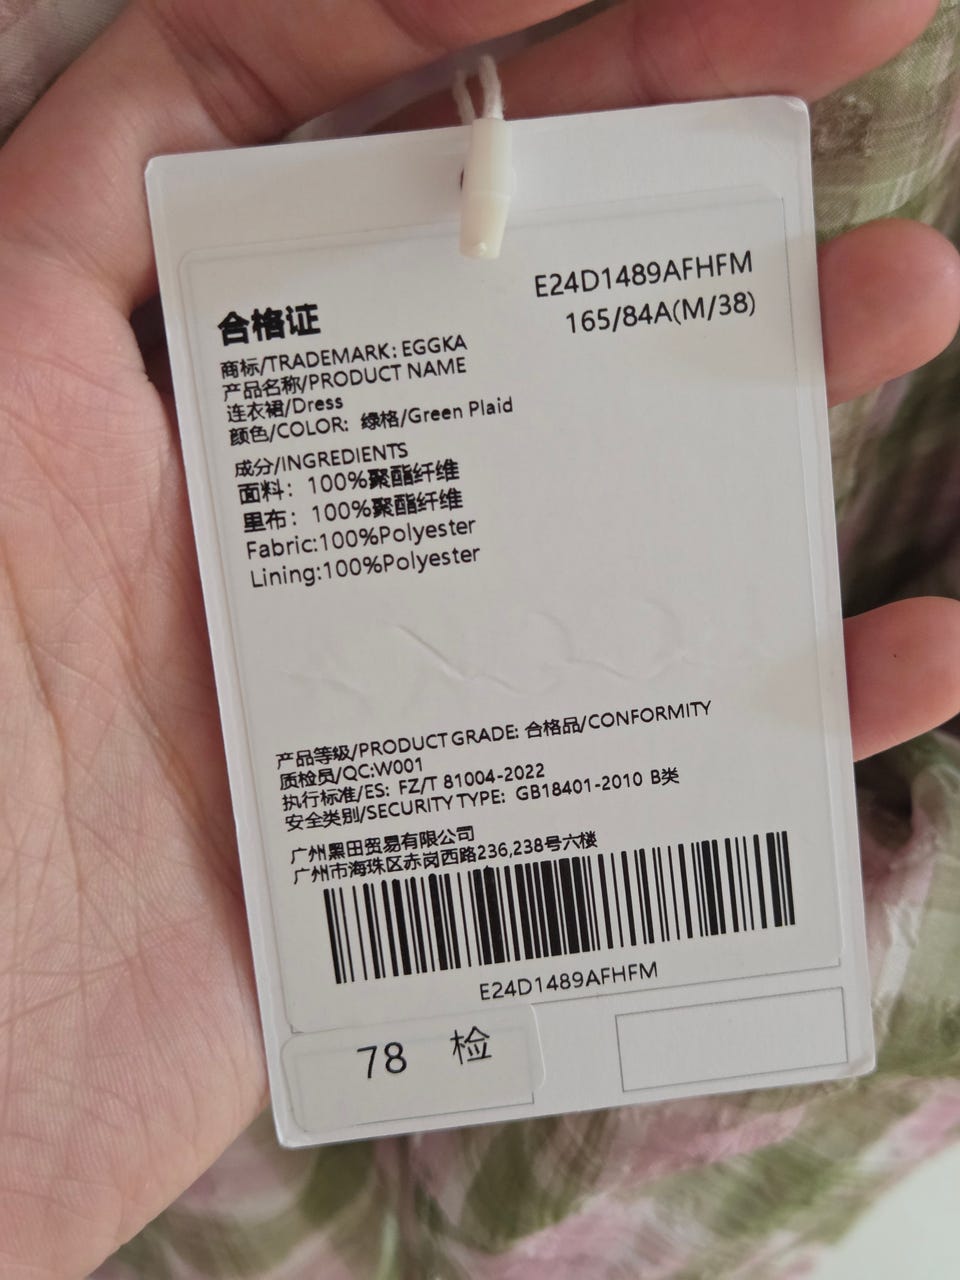 E24D1489AFHFM
165/84A(M/38)
合格证
商标/TRADEMARK: EGGKA
产品名称/PRODUCT NAME
连衣裙/Dress
颜色/COLOR: 绿格/Green Plaid
成分/INGREDIENTS
面料：100%聚酯纤维
里布：100%聚酯纤维
Fabric:100%Polyester
Lining:100%Polyester
产品等级/PRODUCT GRADE: 合格品/CONFORMITY
质检员/QC:W001
执行标准/ES: FZ/T 81004-2022
安全类别/SECURITY TYPE: GB18401-2010 B类
广州黑田贸易有限公司
广州市海珠区赤岗西路236,238号六楼
E24D1489AFHFM
78 检